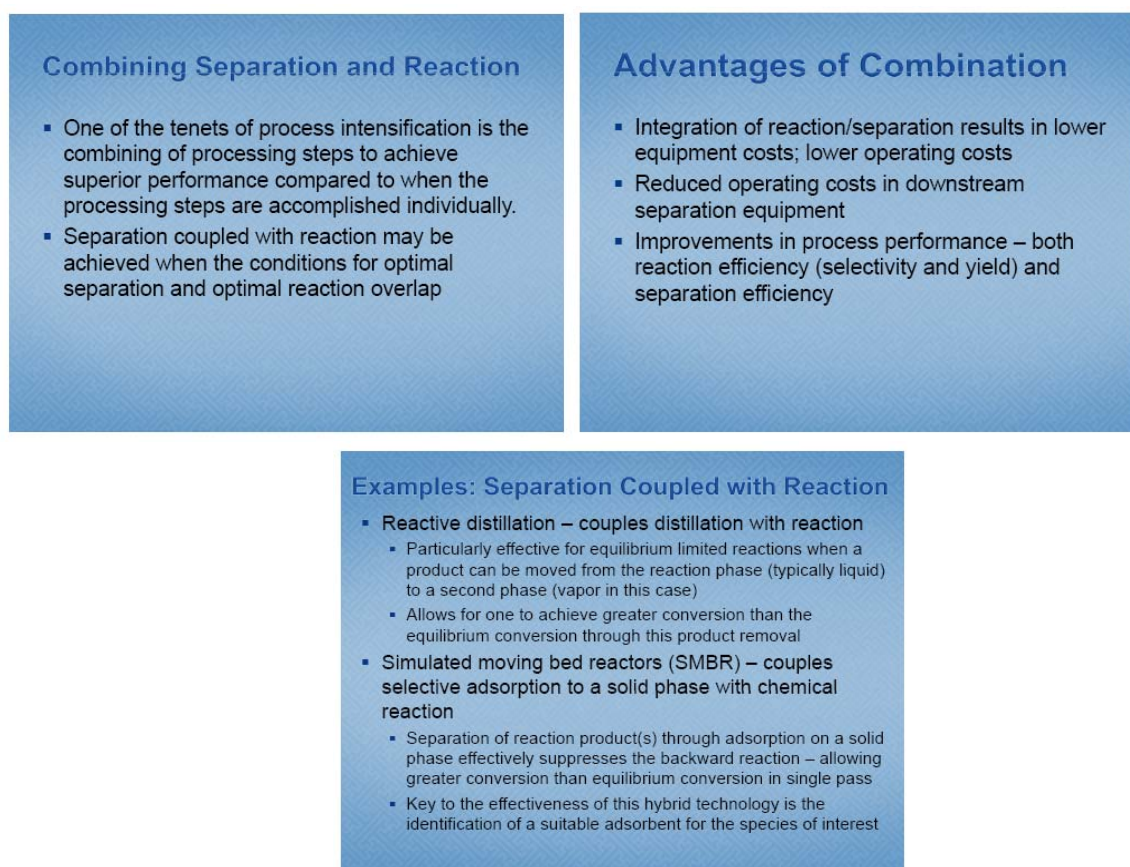 Combining Separation and Reaction
▪ One of the tenets of process intensification is the
combining of processing steps to achieve
superior performance compared to when the
processing steps are accomplished individually.
▪ Separation coupled with reaction may be
achieved when the conditions for optimal
separation and optimal reaction overlap
Advantages of Combination
▪ Integration of reaction/separation results in lower
equipment costs; lower operating costs
▪ Reduced operating costs in downstream
separation equipment
▪ Improvements in process performance – both
reaction efficiency (selectivity and yield) and
separation efficiency
Examples: Separation Coupled with Reaction
▪ Reactive distillation – couples distillation with reaction
▪ Particularly effective for equilibrium limited reactions when a
product can be moved from the reaction phase (typically liquid)
to a second phase (vapor in this case)
▪ Allows for one to achieve greater conversion than the
equilibrium conversion through this product removal
▪ Simulated moving bed reactors (SMBR) – couples
selective adsorption to a solid phase with chemical
reaction
▪ Separation of reaction product(s) through adsorption on a solid
phase effectively suppresses the backward reaction – allowing
greater conversion than equilibrium conversion in single pass
▪ Key to the effectiveness of this hybrid technology is the
identification of a suitable adsorbent for the species of interest